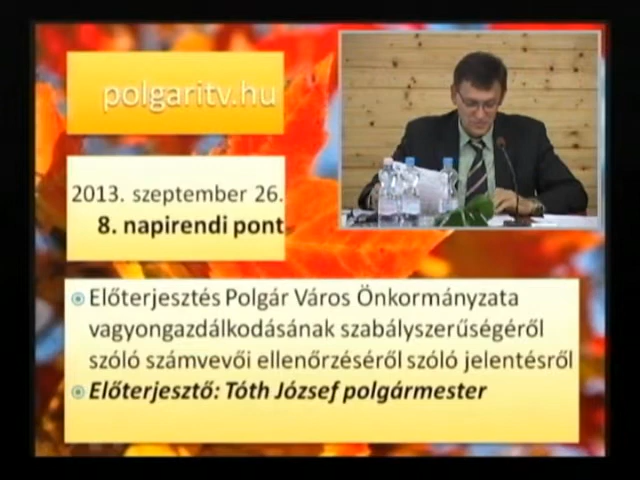 polgaritv.hu
2013. szeptember 26.
8. napirendi pont
Előterjesztés Polgár Város Önkormányzata
vagyongazdálkodásának szabályszerűségéről
szóló számvevői ellenőrzéséről szóló jelentésről
Előterjesztő: Tóth József polgármester